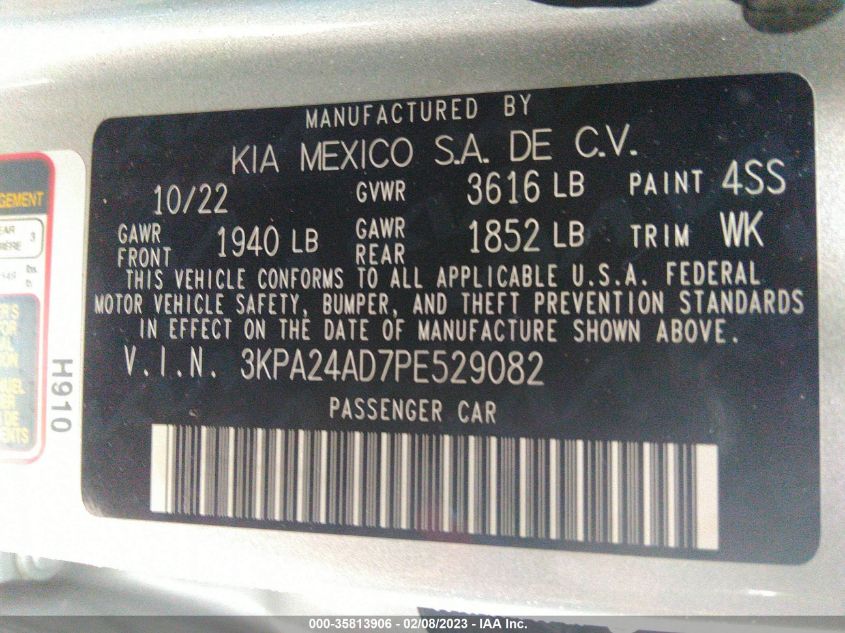 MANUFACTURED BY
KIA MEXICO S.A. DE C.V.
10/22 GVWR 3616 LB PAINT 4SS
GAWR FRONT 1940 LB GAWR REAR 1852 LB TRIM WK
THIS VEHICLE CONFORMS TO ALL APPLICABLE U.S.A. FEDERAL
MOTOR VEHICLE SAFETY, BUMPER, AND THEFT PREVENTION STANDARDS
IN EFFECT ON THE DATE OF MANUFACTURE SHOWN ABOVE.
V.I.N. 3KPA24AD7PE529082
PASSENGER CAR
H910
3
000-35813906 - 02/08/2023 - IAA Inc.